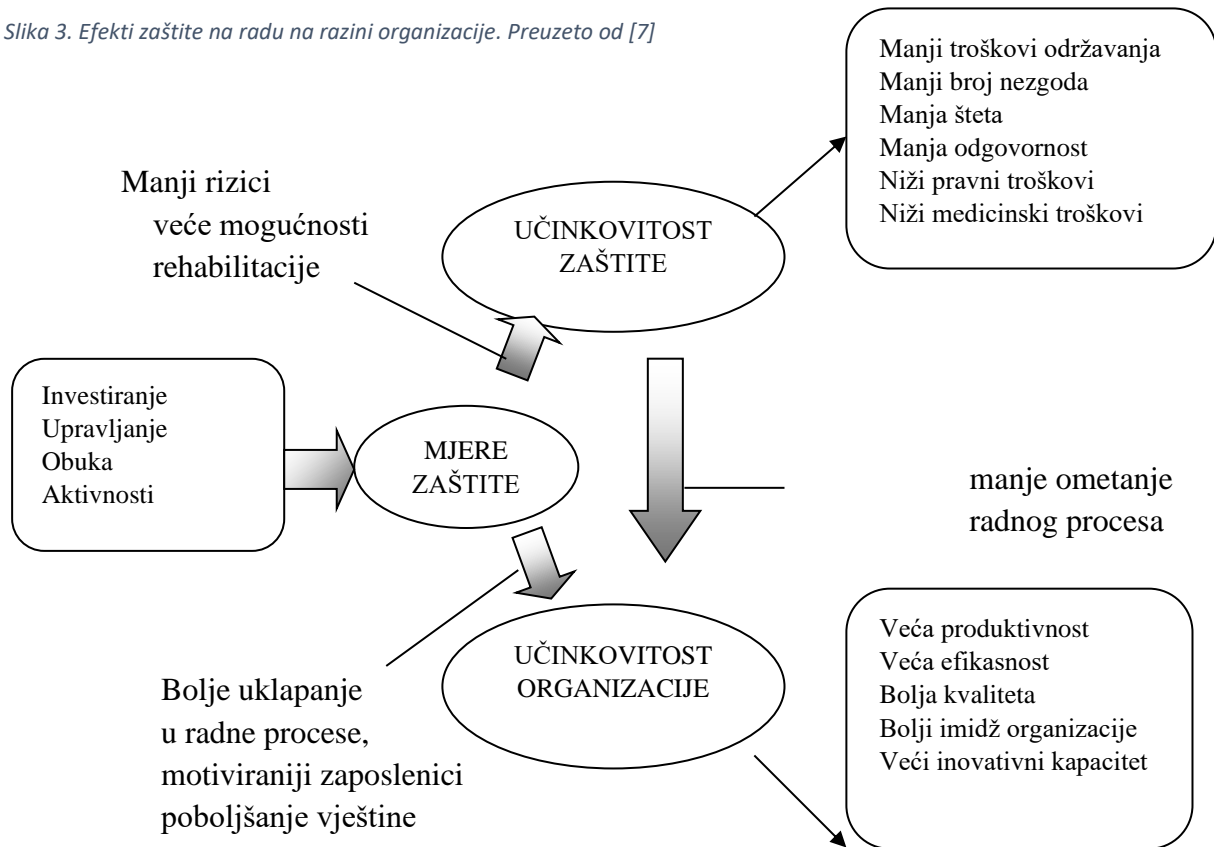 Slika 3. Efekti zaštite na radu na razini organizacije. Preuzeto od [7]
Manji troškovi održavanja
Manji broj nezgoda
Manja šteta
Manja odgovornost
Niži pravni troškovi
Niži medicinski troškovi
Manji rizici
veće mogućnosti
rehabilitacije
UČINKOVITOST
ZAŠTITE
Investiranje
Upravljanje
Obuka
Aktivnosti
MJERE
ZAŠTITE
manje ometanje
radnog procesa
Bolje uklapanje
u radne procese,
motiviraniji zaposlenici
poboljšanje vještine
UČINKOVITOST
ORGANIZACIJE
Veća produktivnost
Veća efikasnost
Bolja kvaliteta
Bolji imidž organizacije
Veći inovativni kapacitet